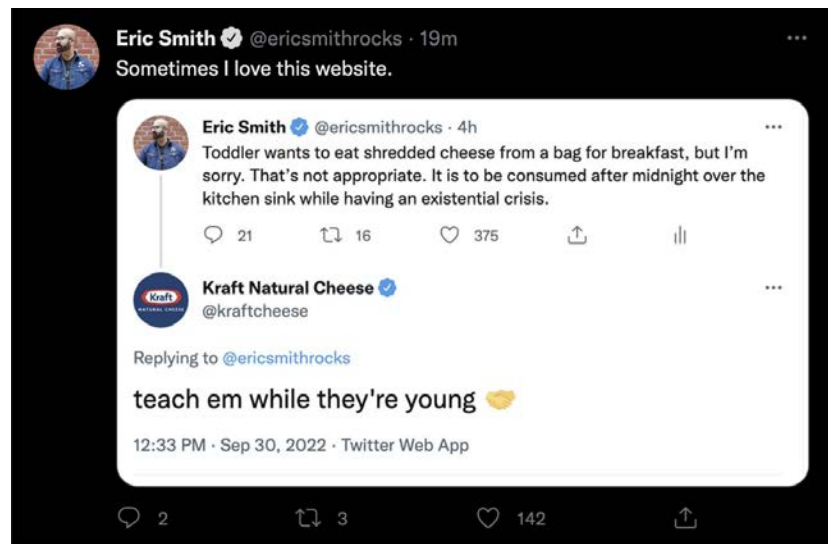 Eric Smith @ericsmithrocks · 19m
Sometimes I love this website.
Eric Smith @ericsmithrocks · 4h
Toddler wants to eat shredded cheese from a bag for breakfast, but I'm
sorry. That's not appropriate. It is to be consumed after midnight over the
kitchen sink while having an existential crisis.
21 16 375
Kraft
NATURAL CHEESE
Kraft Natural Cheese
@kraftcheese
Replying to @ericsmithrocks
teach em while they're young 🤝
12:33 PM · Sep 30, 2022 · Twitter Web App
2 3 142